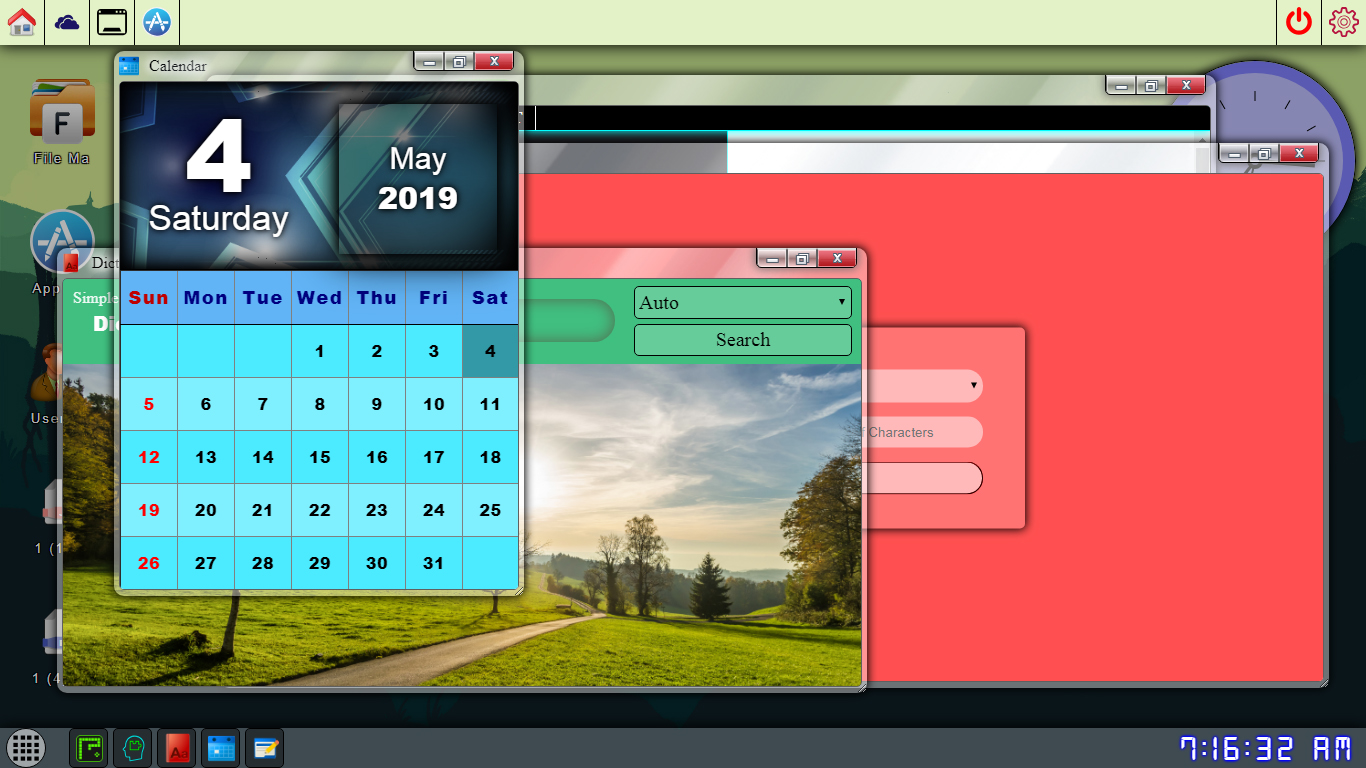 Calendar
4
Saturday
May
2019
F
File Ma
Sun Mon Tue Wed Thu Fri Sat
1 2 3 4
5 6 7 8 9 10 11
12 13 14 15 16 17 18
19 20 21 22 23 24 25
26 27 28 29 30 31
App
Simple
Auto
Search
f Characters
User
1 (1
1 (4
Aa
7:16:32 AM